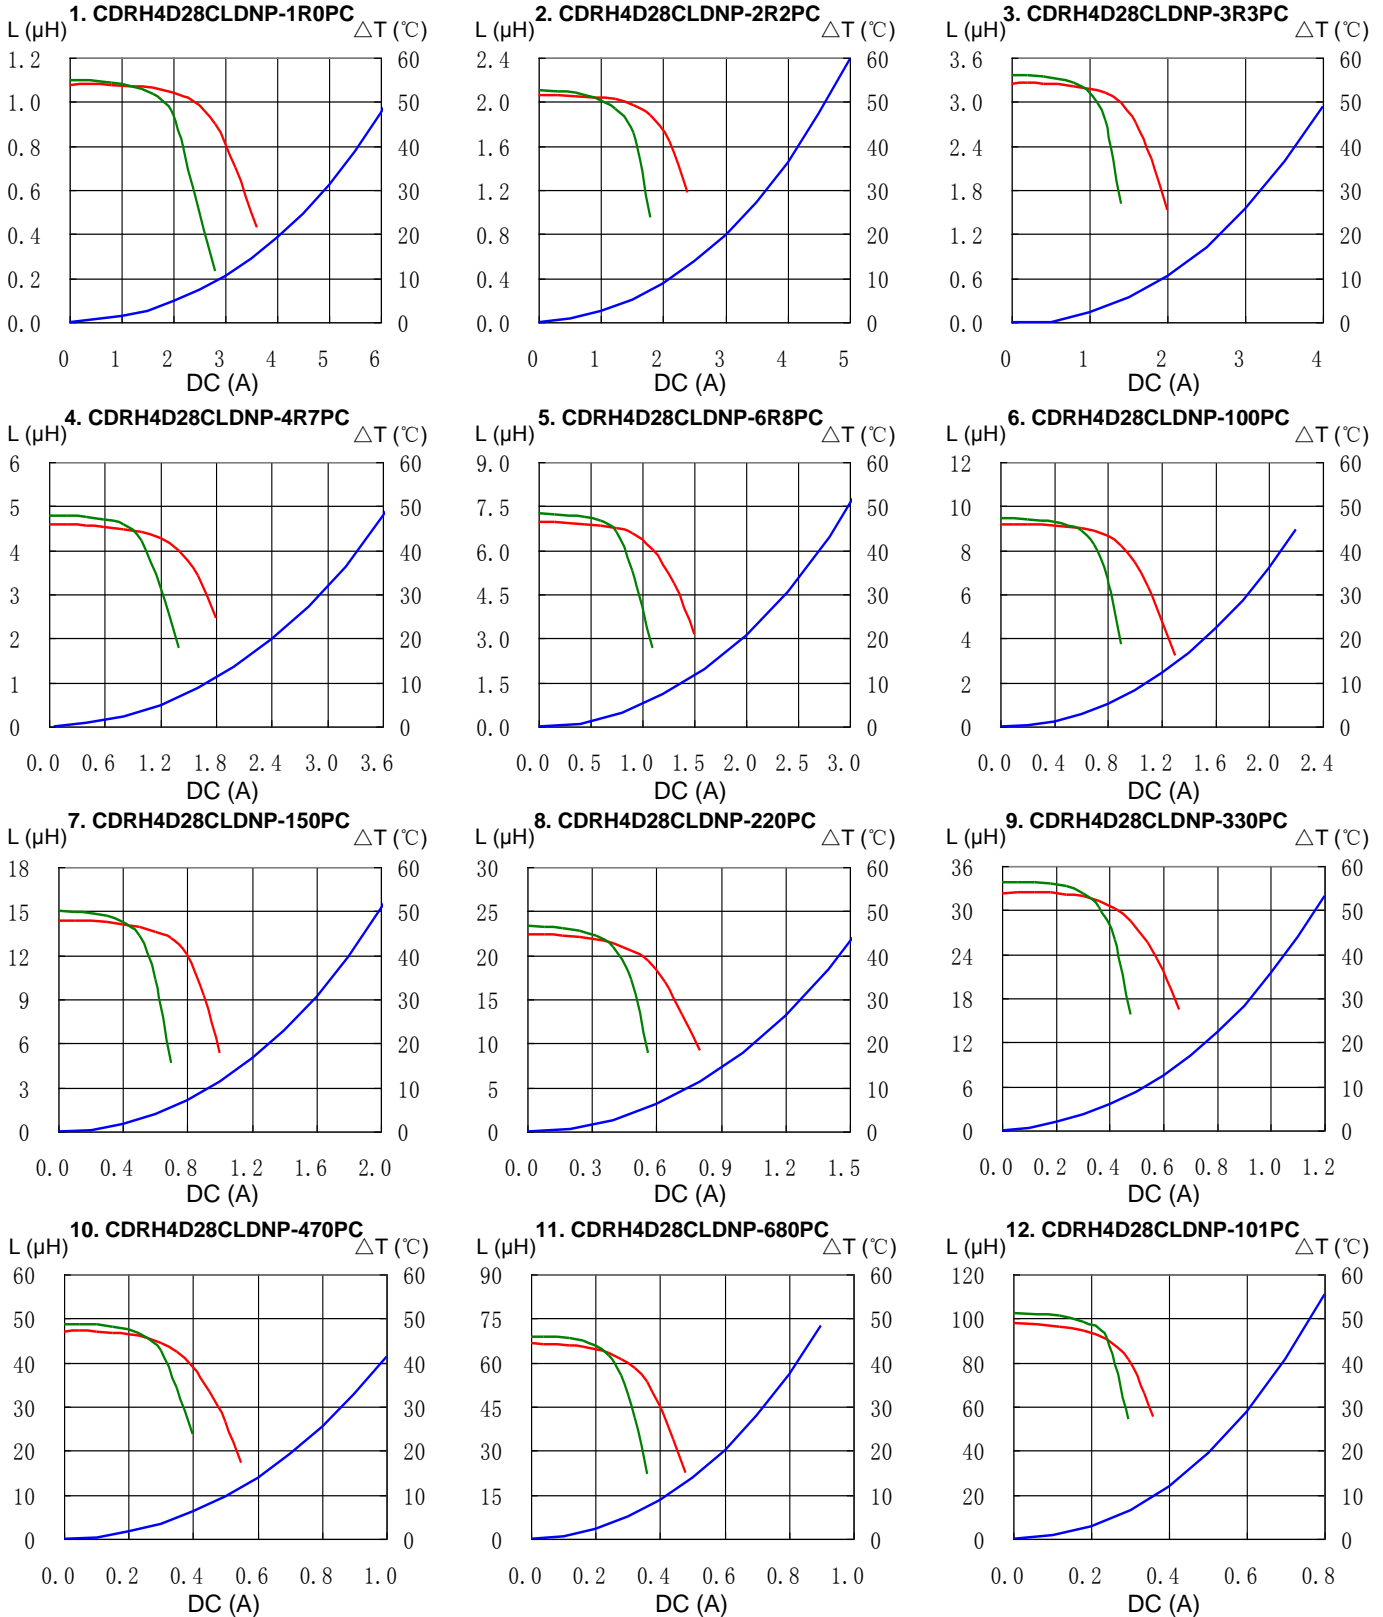 1. CDRH4D28CLDNP-1R0PC
L (μH)
△T (℃)
1.2
1.0
0.8
0.6
0.4
0.2
0.0
60
50
40
30
20
10
0
0 1 2 3 4 5 6
DC (A)
2. CDRH4D28CLDNP-2R2PC
L (μH)
△T (℃)
2.4
2.0
1.6
1.2
0.8
0.4
0.0
60
50
40
30
20
10
0
0 1 2 3 4 5
DC (A)
3. CDRH4D28CLDNP-3R3PC
L (μH)
△T (℃)
3.6
3.0
2.4
1.8
1.2
0.6
0.0
60
50
40
30
20
10
0
0 1 2 3 4
DC (A)
4. CDRH4D28CLDNP-4R7PC
L (μH)
△T (℃)
6
5
4
3
2
1
0
60
50
40
30
20
10
0
0.0 0.6 1.2 1.8 2.4 3.0 3.6
DC (A)
5. CDRH4D28CLDNP-6R8PC
L (μH)
△T (℃)
9.0
7.5
6.0
4.5
3.0
1.5
0.0
60
50
40
30
20
10
0
0.0 0.5 1.0 1.5 2.0 2.5 3.0
DC (A)
6. CDRH4D28CLDNP-100PC
L (μH)
△T (℃)
12
10
8
6
4
2
0
60
50
40
30
20
10
0
0.0 0.4 0.8 1.2 1.6 2.0 2.4
DC (A)
7. CDRH4D28CLDNP-150PC
L (μH)
△T (℃)
18
15
12
9
6
3
0
60
50
40
30
20
10
0
0.0 0.4 0.8 1.2 1.6 2.0
DC (A)
8. CDRH4D28CLDNP-220PC
L (μH)
△T (℃)
30
25
20
15
10
5
0
60
50
40
30
20
10
0
0.0 0.3 0.6 0.9 1.2 1.5
DC (A)
9. CDRH4D28CLDNP-330PC
L (μH)
△T (℃)
36
30
24
18
12
6
0
60
50
40
30
20
10
0
0.0 0.2 0.4 0.6 0.8 1.0 1.2
DC (A)
10. CDRH4D28CLDNP-470PC
L (μH)
△T (℃)
60
50
40
30
20
10
0
60
50
40
30
20
10
0
0.0 0.2 0.4 0.6 0.8 1.0
DC (A)
11. CDRH4D28CLDNP-680PC
L (μH)
△T (℃)
90
75
60
45
30
15
0
60
50
40
30
20
10
0
0.0 0.2 0.4 0.6 0.8 1.0
DC (A)
12. CDRH4D28CLDNP-101PC
L (μH)
△T (℃)
120
100
80
60
40
20
0
60
50
40
30
20
10
0
0.0 0.2 0.4 0.6 0.8
DC (A)